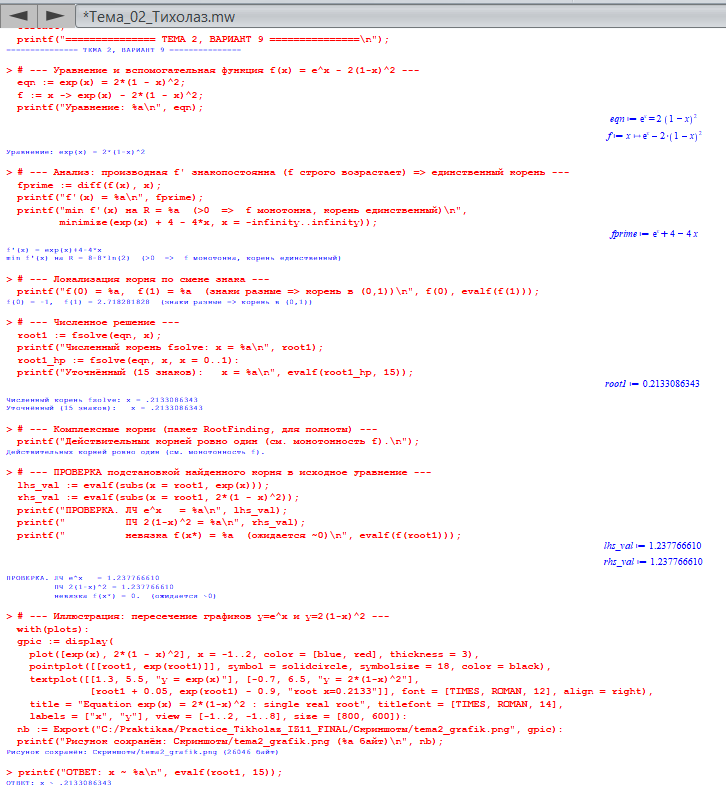 *Тема_02_Тихолаз.mw
printf("=============== ТЕМА 2, ВАРИАНТ 9 ===============\n");
=============== ТЕМА 2, ВАРИАНТ 9 ===============
> # --- Уравнение и вспомогательная функция f(x) = e^x - 2(1-x)^2 ---
eqn := exp(x) = 2*(1 - x)^2;
f := x -> exp(x) - 2*(1 - x)^2;
printf("Уравнение: %a\n", eqn);
eqn := e^x = 2 (1 − x)^2
f := x ↦ e^x − 2·(1 − x)^2
Уравнение: exp(x) = 2*(1-x)^2
> # --- Анализ: производная f' знакопостоянна (f строго возрастает) => единственный корень ---
fprime := diff(f(x), x);
printf("f'(x) = %a\n", fprime);
printf("min f'(x) на R = %a  (>0  =>  f монотонна, корень единственный)\n",
minimize(exp(x) + 4 - 4*x, x = -infinity..infinity));
fprime := e^x + 4 − 4 x
f'(x) = exp(x)+4-4*x
min f'(x) на R = 8-8*ln(2)  (>0  =>  f монотонна, корень единственный)
> # --- Локализация корня по смене знака ---
printf("f(0) = %a,  f(1) = %a  (знаки разные => корень в (0,1))\n", f(0), evalf(f(1)));
f(0) = -1,  f(1) = 2.718281828  (знаки разные => корень в (0,1))
> # --- Численное решение ---
root1 := fsolve(eqn, x);
printf("Численный корень fsolve: x = %a\n", root1);
root1_hp := fsolve(eqn, x, x = 0..1):
printf("Уточнённый (15 знаков):   x = %a\n", evalf(root1_hp, 15));
root1 := 0.2133086343
Численный корень fsolve: x = .2133086343
Уточнённый (15 знаков):   x = .2133086343
> # --- Комплексные корни (пакет RootFinding, для полноты) ---
printf("Действительных корней ровно один (см. монотонность f).\n");
Действительных корней ровно один (см. монотонность f).
> # --- ПРОВЕРКА подстановкой найденного корня в исходное уравнение ---
lhs_val := evalf(subs(x = root1, exp(x)));
rhs_val := evalf(subs(x = root1, 2*(1 - x)^2));
printf("ПРОВЕРКА. ЛЧ e^x   = %a\n", lhs_val);
printf("          ПЧ 2(1-x)^2 = %a\n", rhs_val);
printf("          невязка f(x*) = %a  (ожидается ~0)\n", evalf(f(root1)));
lhs_val := 1.237766610
rhs_val := 1.237766610
ПРОВЕРКА. ЛЧ e^x   = 1.237766610
ПЧ 2(1-x)^2 = 1.237766610
невязка f(x*) = 0.  (ожидается ~0)
> # --- Иллюстрация: пересечение графиков y=e^x и y=2(1-x)^2 ---
with(plots):
gpic := display(
plot([exp(x), 2*(1 - x)^2], x = -1..2, color = [blue, red], thickness = 3),
pointplot([[root1, exp(root1)]], symbol = solidcircle, symbolsize = 18, color = black),
textplot([[1.3, 5.5, "y = exp(x)"], [-0.7, 6.5, "y = 2*(1-x)^2"],
[root1 + 0.05, exp(root1) - 0.9, "root x=0.2133"]], font = [TIMES, ROMAN, 12], align = right),
title = "Equation exp(x) = 2*(1-x)^2 : single real root", titlefont = [TIMES, ROMAN, 14],
labels = ["x", "y"], view = [-1..2, -1..8], size = [800, 600]):
nb := Export("C:/Praktikaa/Practice_Tikholaz_IB11_FINAL/Скриншоты/tema2_grafik.png", gpic):
printf("Рисунок сохранён: Скриншоты/tema2_grafik.png (%a байт)\n", nb);
Рисунок сохранён: Скриншоты/tema2_grafik.png (26046 байт)
> printf("ОТВЕТ: x ~ %a\n", evalf(root1, 15));
ОТВЕТ: x ~ .2133086343